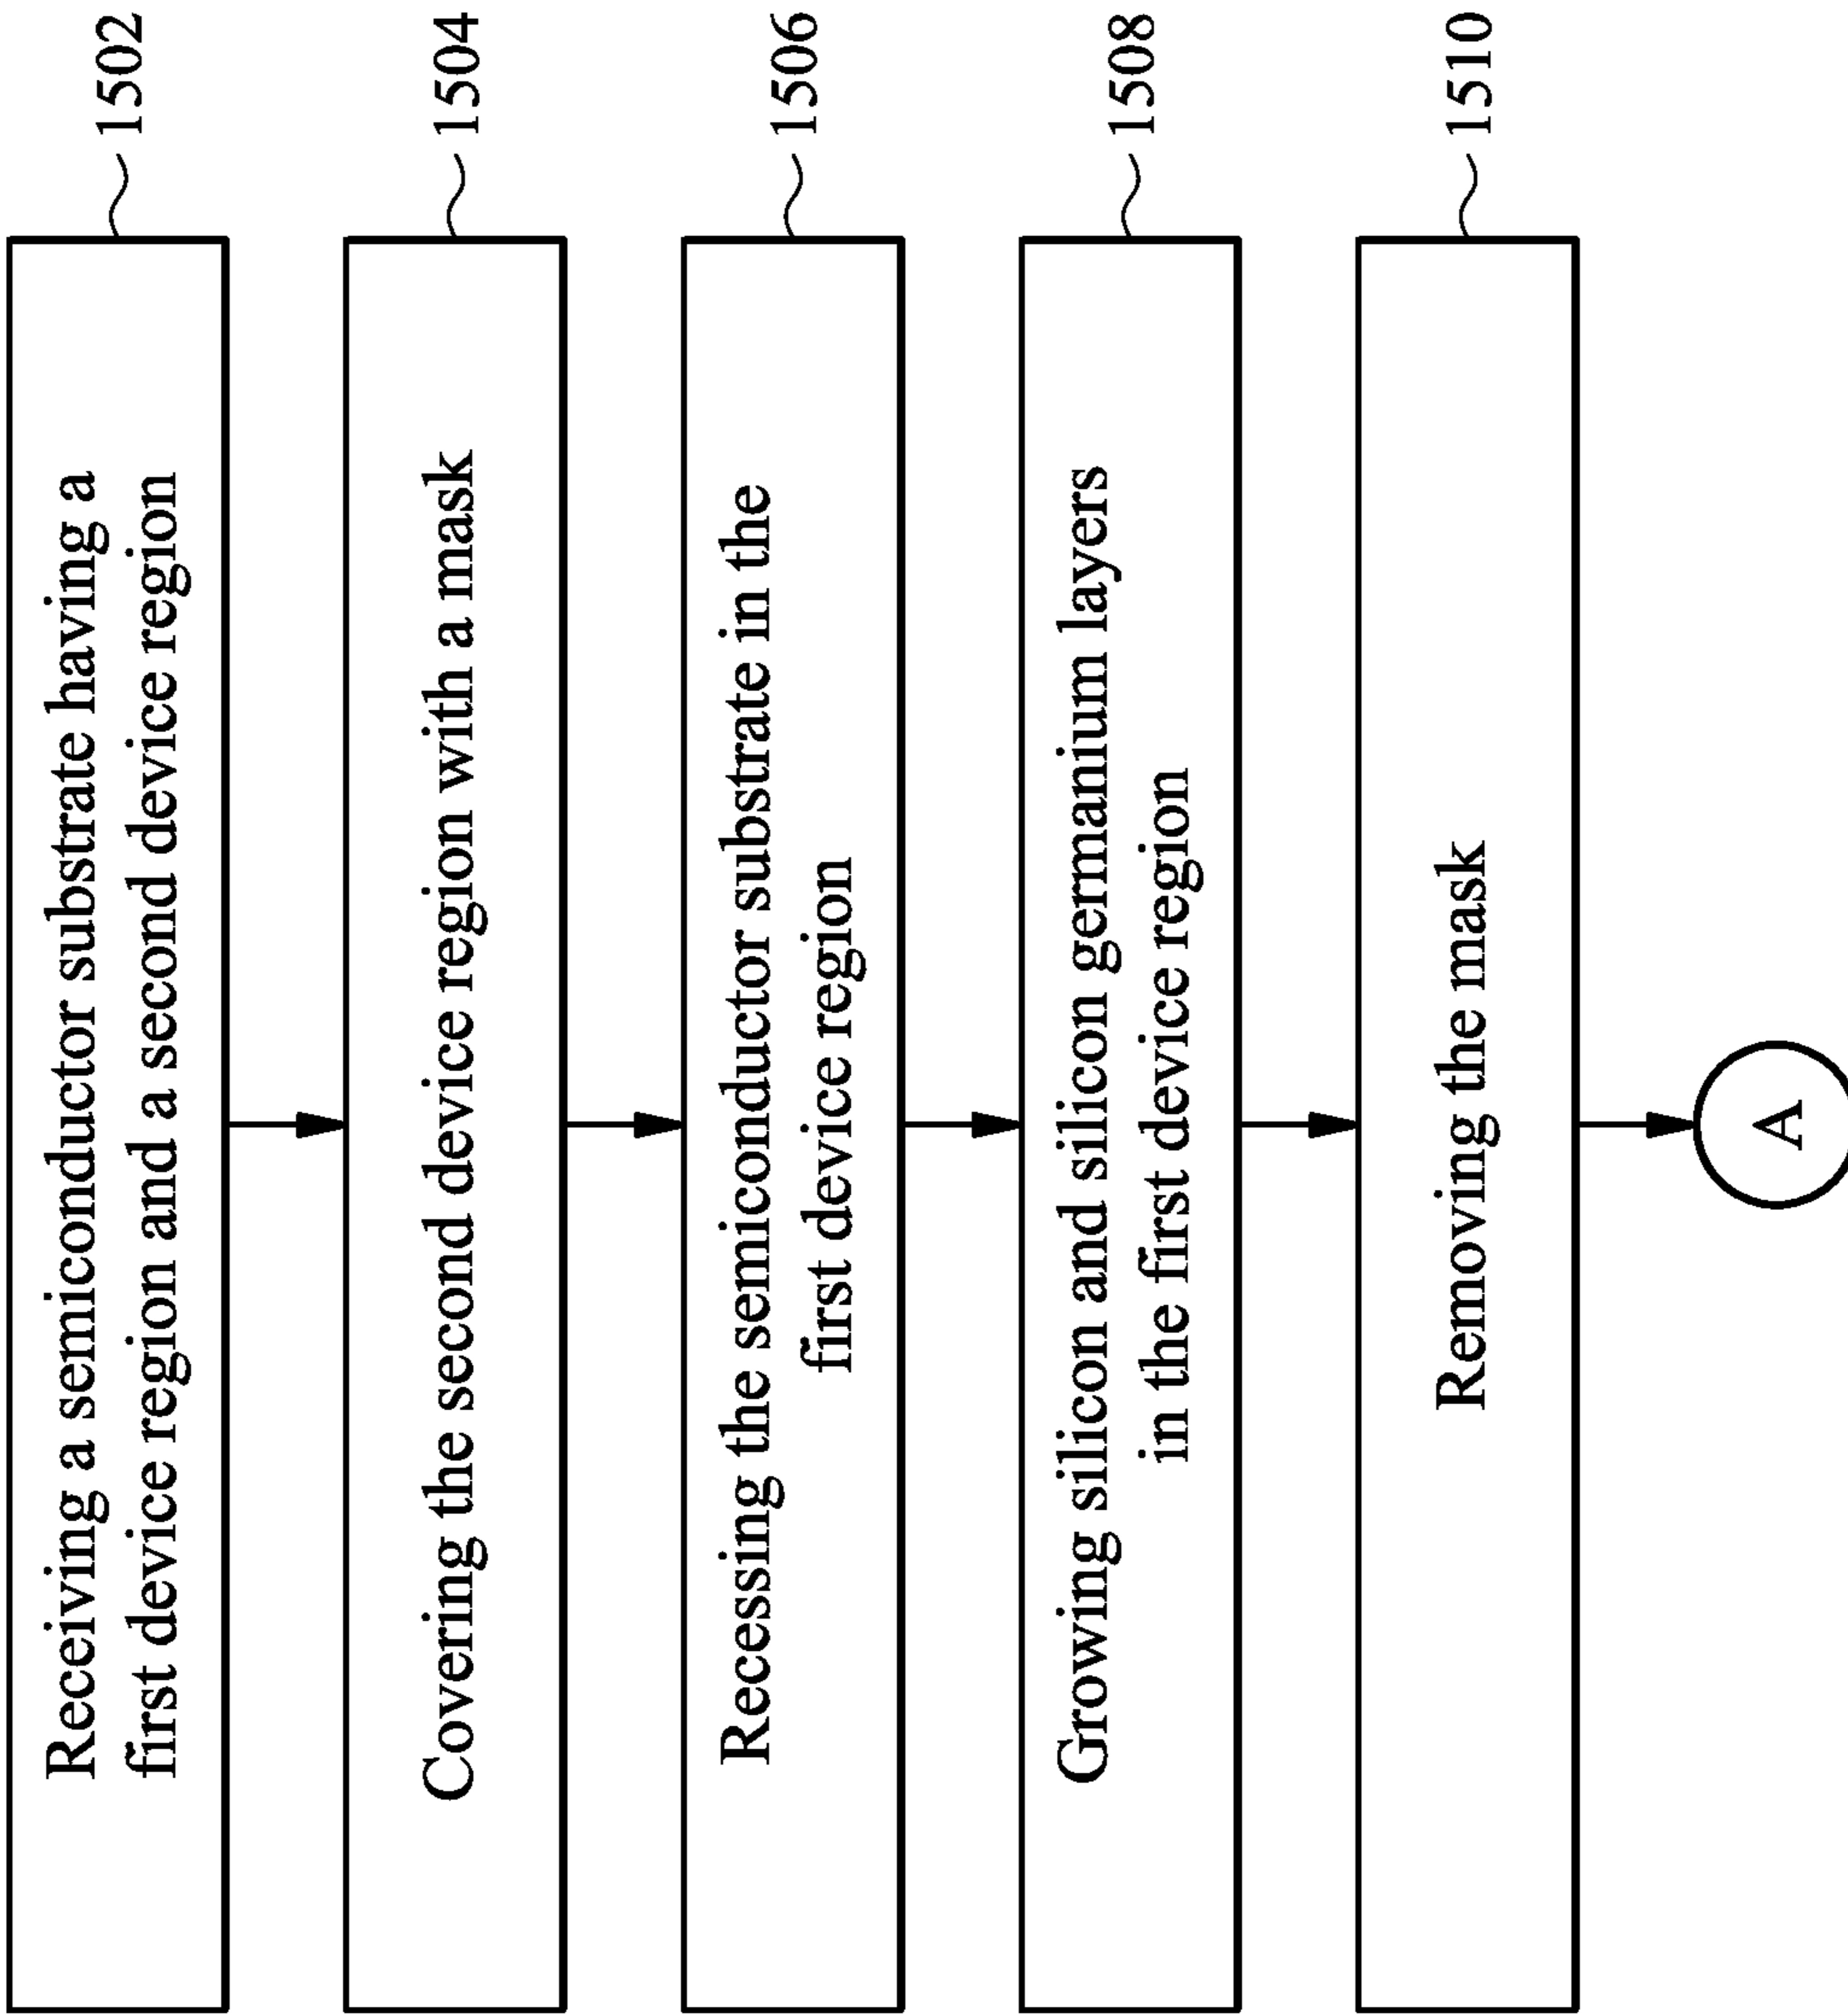 Receiving a semiconductor substrate having a
first device region and a second device region
1502
Covering the second device region with a mask
1504
Recessing the semiconductor substrate in the
first device region
1506
Growing silicon and silicon germanium layers
in the first device region
1508
Removing the mask
1510
A